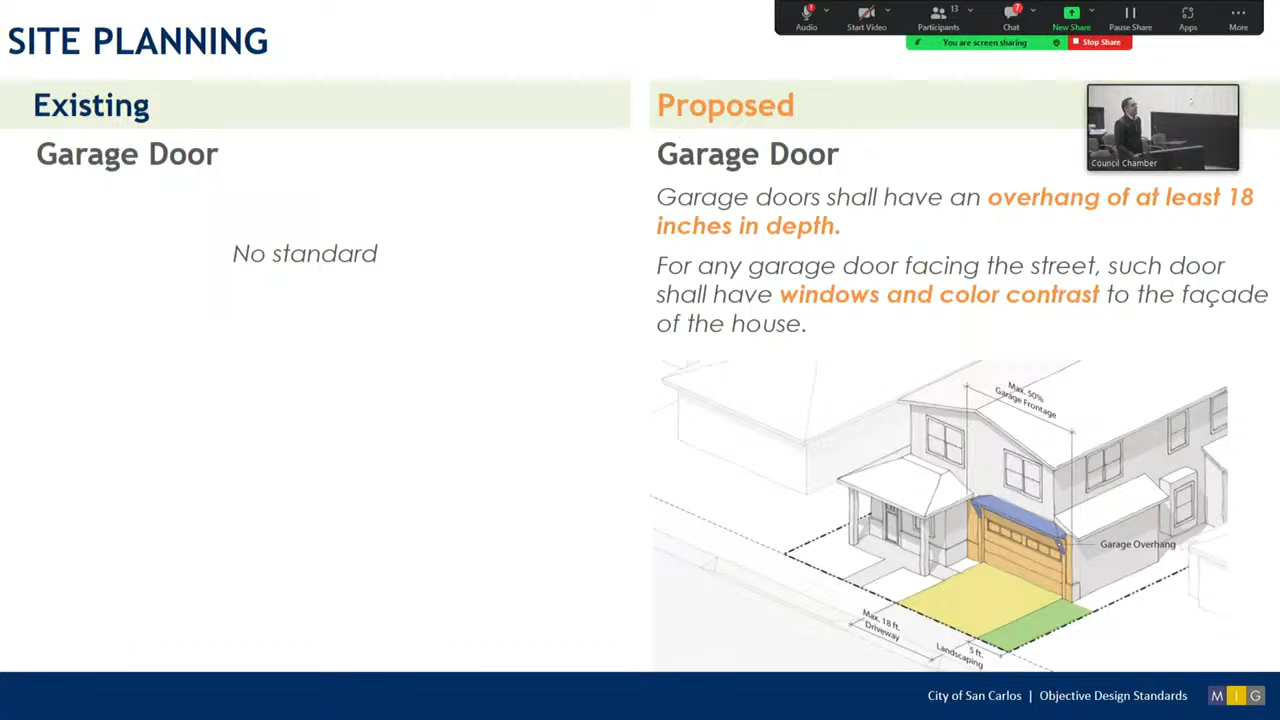 SITE PLANNING
13
7
Audio
Start Video
Participants
Chat
New Share
Pause Share
Apps
More
You are screen sharing
Stop Share
Existing
Garage Door
No standard
Proposed
Council Chamber
Garage Door
Garage doors shall have an overhang of at least 18
inches in depth.
For any garage door facing the street, such door
shall have windows and color contrast to the façade
of the house.
Max. 50%
Garage Frontage
Garage Overhang
Max. 18 ft.
Driveway
5 ft.
Landscaping
City of San Carlos | Objective Design Standards
MIG